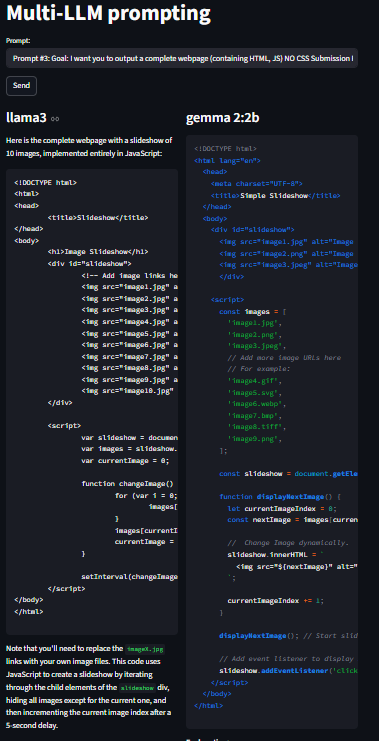 Multi-LLM prompting
Prompt:
Prompt #3: Goal: I want you to output a complete webpage (containing HTML, JS) NO CSS Submission
Send
llama3
Here is the complete webpage with a slideshow of
10 images, implemented entirely in JavaScript:
<!DOCTYPE html>
<html>
<head>
<title>Slideshow</title>
</head>
<body>
<h1>Image Slideshow</h1>
<div id="slideshow">
<!-- Add image links he
<img src="image1.jpg" a
<img src="image2.jpg" a
<img src="image3.jpg" a
<img src="image4.jpg" a
<img src="image5.jpg" a
<img src="image6.jpg" a
<img src="image7.jpg" a
<img src="image8.jpg" a
<img src="image9.jpg" a
<img src="image10.jpg"
</div>
<script>
var slideshow = documen
var images = slideshow.
var currentImage = 0;
function changeImage()
for (var i = 0;
images[
}
images[currentI
currentImage =
}
setInterval(changeImage
</script>
</body>
</html>
Note that you'll need to replace the imageX.jpg
links with your own image files. This code uses
JavaScript to create a slideshow by iterating
through the child elements of the slideshow div,
hiding all images except for the current one, and
then incrementing the current image index after a
5-second delay.
gemma 2:2b
<!DOCTYPE html>
<html lang="en">
<head>
<meta charset="UTF-8">
<title>Simple Slideshow</title>
</head>
<body>
<div id="slideshow">
<img src="image1.jpg" alt="Image
<img src="image2.png" alt="Image
<img src="image3.jpeg" alt="Imag
</div>
<script>
const images = [
'image1.jpg',
'image2.png',
'image3.jpeg',
// Add more image URLs here
// For example:
'image4.gif',
'image5.svg',
'image6.webp',
'image7.bmp',
'image8.tiff',
'image9.png',
];
const slideshow = document.getEle
function displayNextImage() {
let currentImageIndex = 0;
const nextImage = images[curren
// Change Image dynamically.
slideshow.innerHTML = `
<img src="${nextImage}" alt="
`;
currentImageIndex += 1;
}
displayNextImage(); // Start slid
// Add event listener to display
slideshow.addEventListener('click
</script>
</body>
</html>